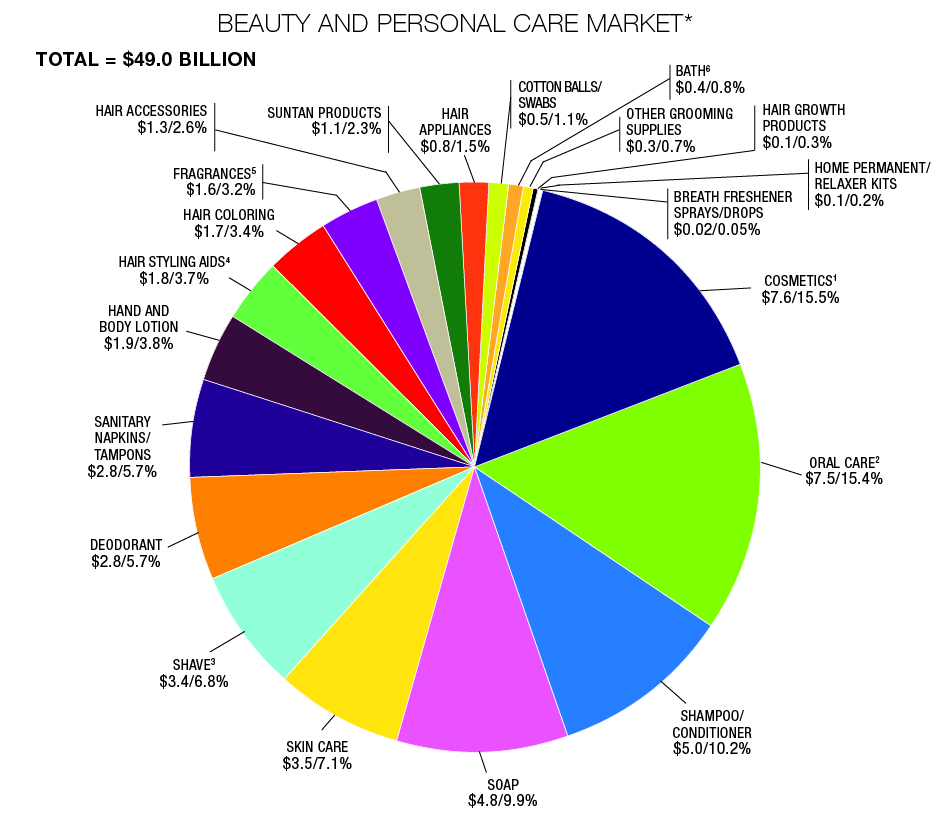 BEAUTY AND PERSONAL CARE MARKET*
TOTAL = $49.0 BILLION
BATH⁶
$0.4/0.8%
COTTON BALLS/
SWABS
$0.5/1.1%
HAIR ACCESSORIES
$1.3/2.6%
SUNTAN PRODUCTS
$1.1/2.3%
HAIR
APPLIANCES
$0.8/1.5%
OTHER GROOMING
SUPPLIES
$0.3/0.7%
HAIR GROWTH
PRODUCTS
$0.1/0.3%
HOME PERMANENT/
RELAXER KITS
$0.1/0.2%
BREATH FRESHENER
SPRAYS/DROPS
$0.02/0.05%
FRAGRANCES⁵
$1.6/3.2%
HAIR COLORING
$1.7/3.4%
HAIR STYLING AIDS⁴
$1.8/3.7%
COSMETICS¹
$7.6/15.5%
HAND AND
BODY LOTION
$1.9/3.8%
SANITARY
NAPKINS/
TAMPONS
$2.8/5.7%
ORAL CARE²
$7.5/15.4%
DEODORANT
$2.8/5.7%
SHAVE³
$3.4/6.8%
SHAMPOO/
CONDITIONER
$5.0/10.2%
SKIN CARE
$3.5/7.1%
SOAP
$4.8/9.9%